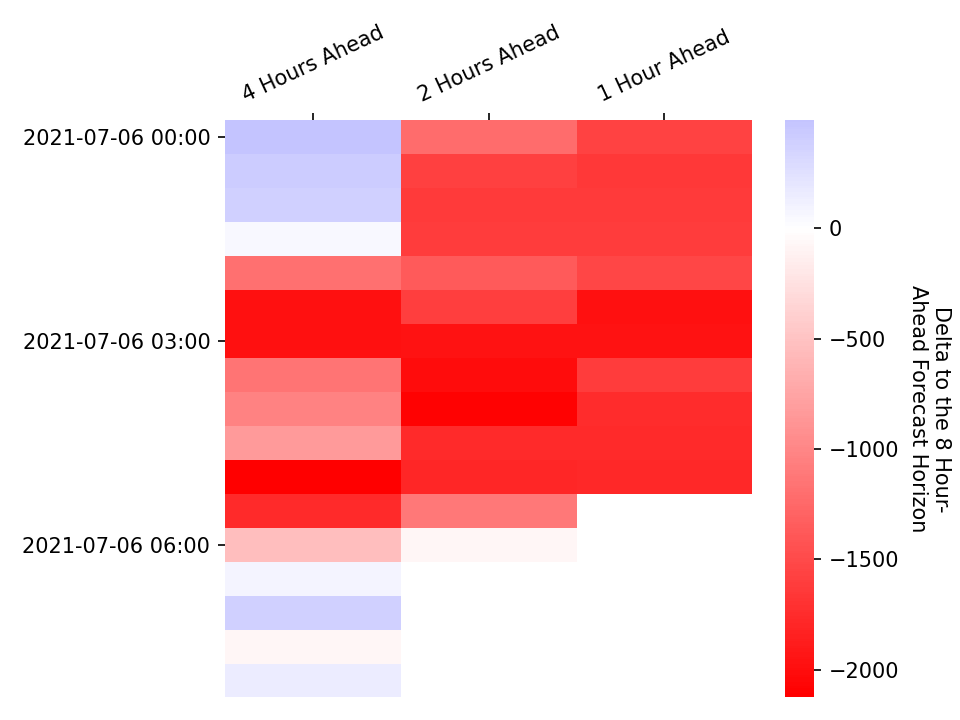 4 Hours Ahead
2 Hours Ahead
1 Hour Ahead
2021-07-06 00:00
2021-07-06 03:00
2021-07-06 06:00
0
−500
−1000
−1500
−2000
Delta to the 8 Hour-
Ahead Forecast Horizon